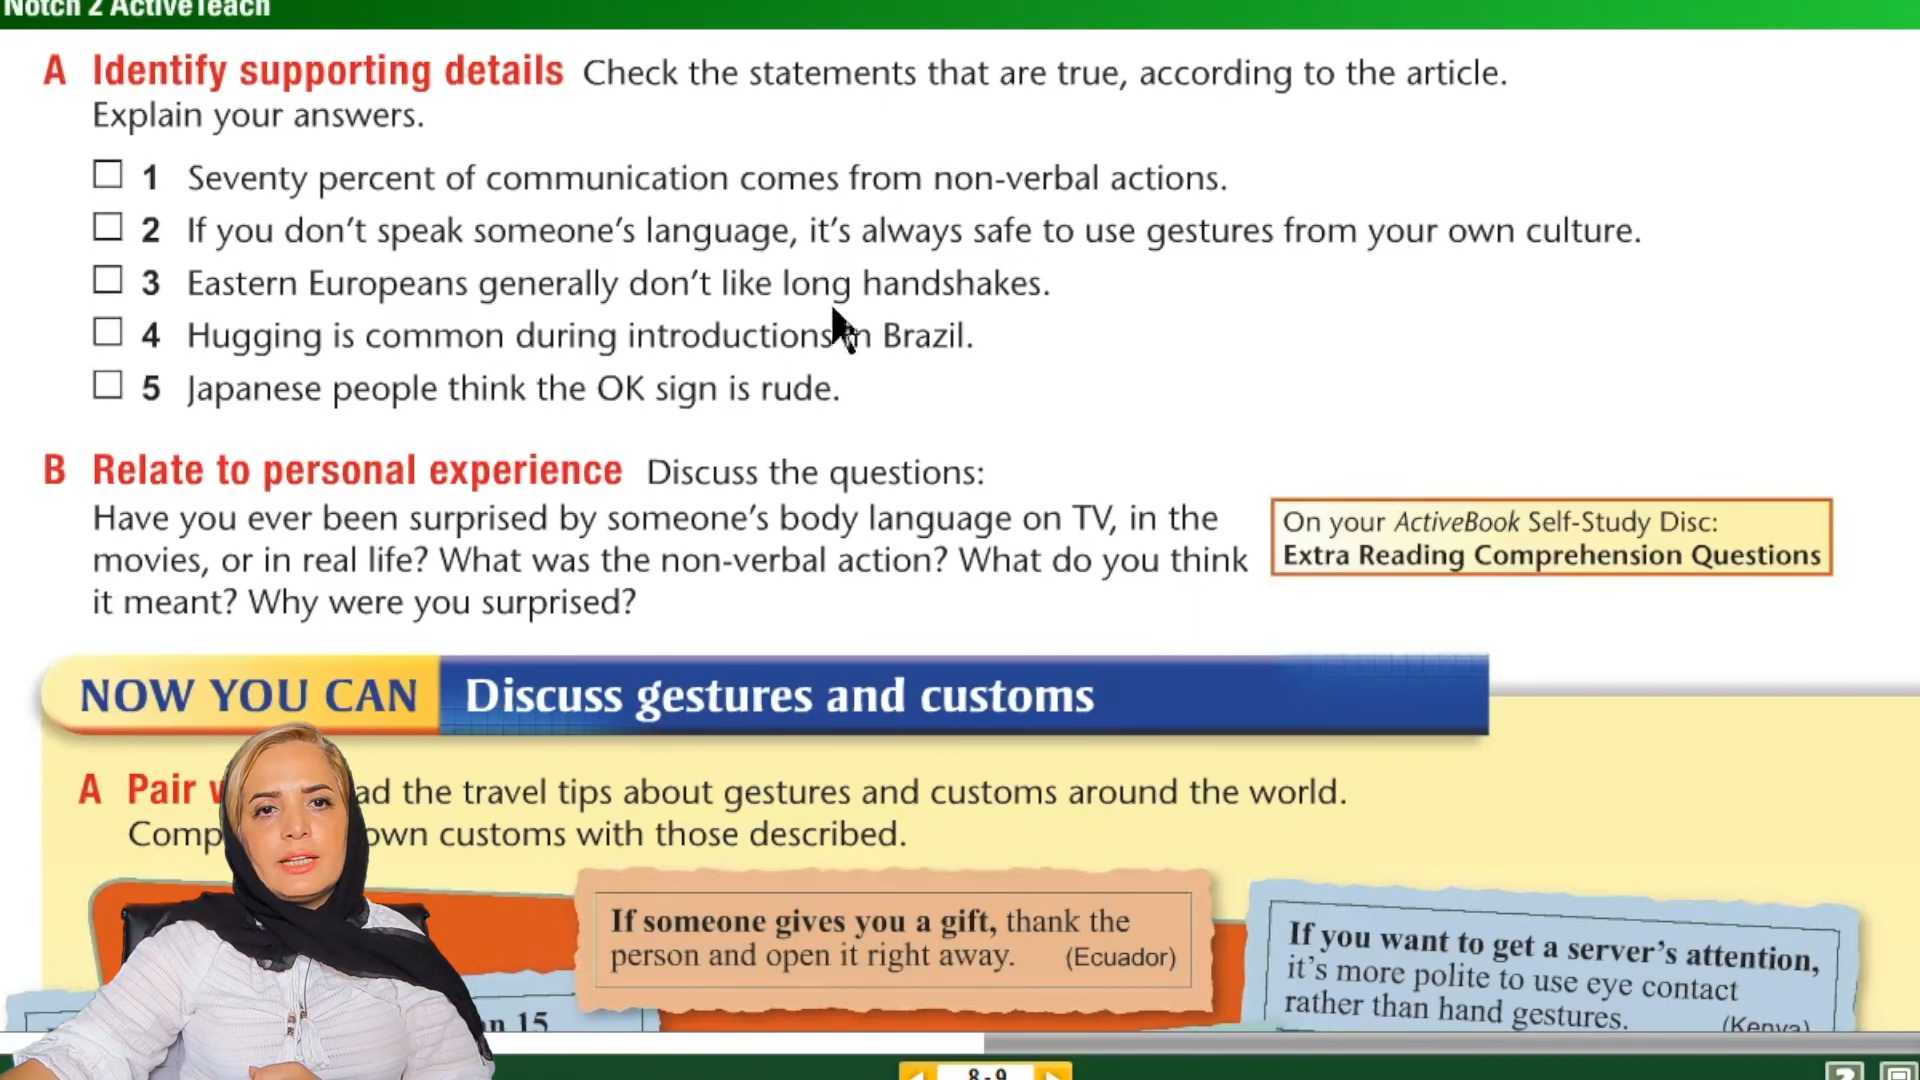 Notch 2 ActiveTeach
A Identify supporting details Check the statements that are true, according to the article.
Explain your answers.
1 Seventy percent of communication comes from non-verbal actions.
2 If you don't speak someone's language, it's always safe to use gestures from your own culture.
3 Eastern Europeans generally don't like long handshakes.
4 Hugging is common during introductions in Brazil.
5 Japanese people think the OK sign is rude.
B Relate to personal experience Discuss the questions:
Have you ever been surprised by someone's body language on TV, in the
movies, or in real life? What was the non-verbal action? What do you think
it meant? Why were you surprised?
On your ActiveBook Self-Study Disc:
Extra Reading Comprehension Questions
NOW YOU CAN Discuss gestures and customs
A Pair ad the travel tips about gestures and customs around the world.
Comp own customs with those described.
If someone gives you a gift, thank the
person and open it right away. (Ecuador)
If you want to get a server's attention,
it's more polite to use eye contact
rather than hand gestures. (Kenya)
an 15
8-9
?